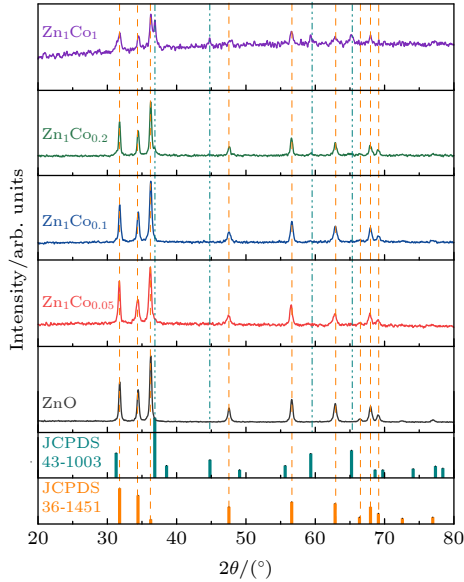 Zn₁Co₁
Zn₁Co₀.₂
Zn₁Co₀.₁
Zn₁Co₀.₀₅
ZnO
JCPDS
43-1003
JCPDS
36-1451
Intensity/arb. units
20 30 40 50 60 70 80
2θ/(°)